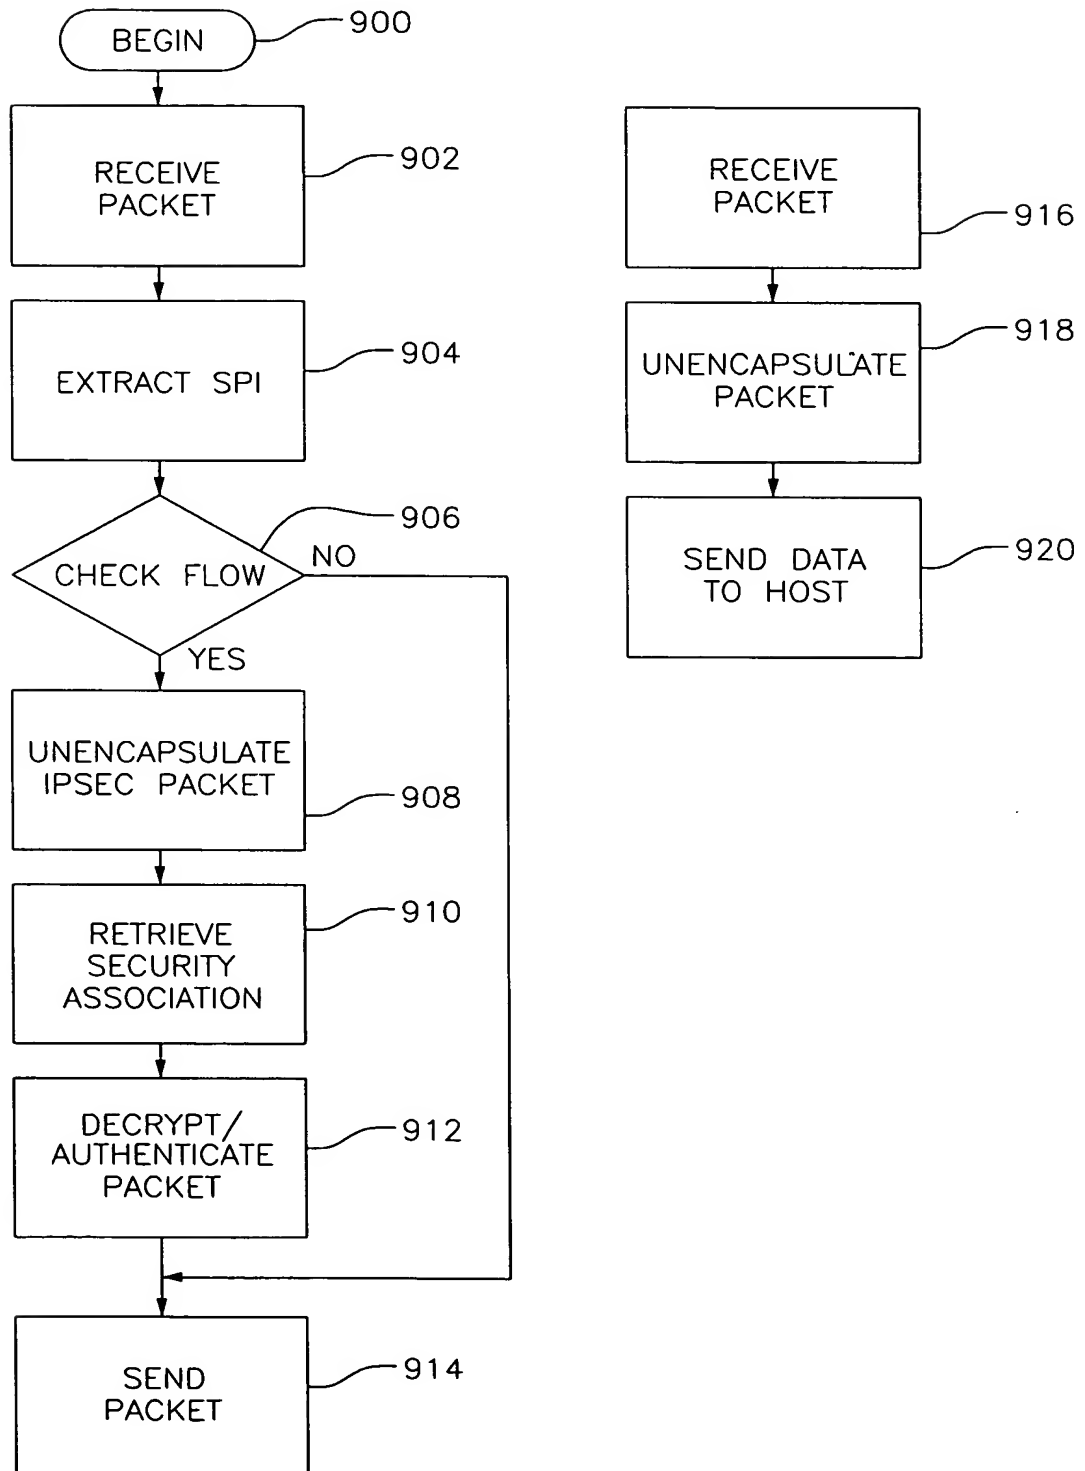 BEGIN
900
RECEIVE
PACKET
902
EXTRACT SPI
904
CHECK FLOW
906
NO
YES
UNENCAPSULATE
IPSEC PACKET
908
RETRIEVE
SECURITY
ASSOCIATION
910
DECRYPT/
AUTHENTICATE
PACKET
912
SEND
PACKET
914
RECEIVE
PACKET
916
UNENCAPSULATE
PACKET
918
SEND DATA
TO HOST
920